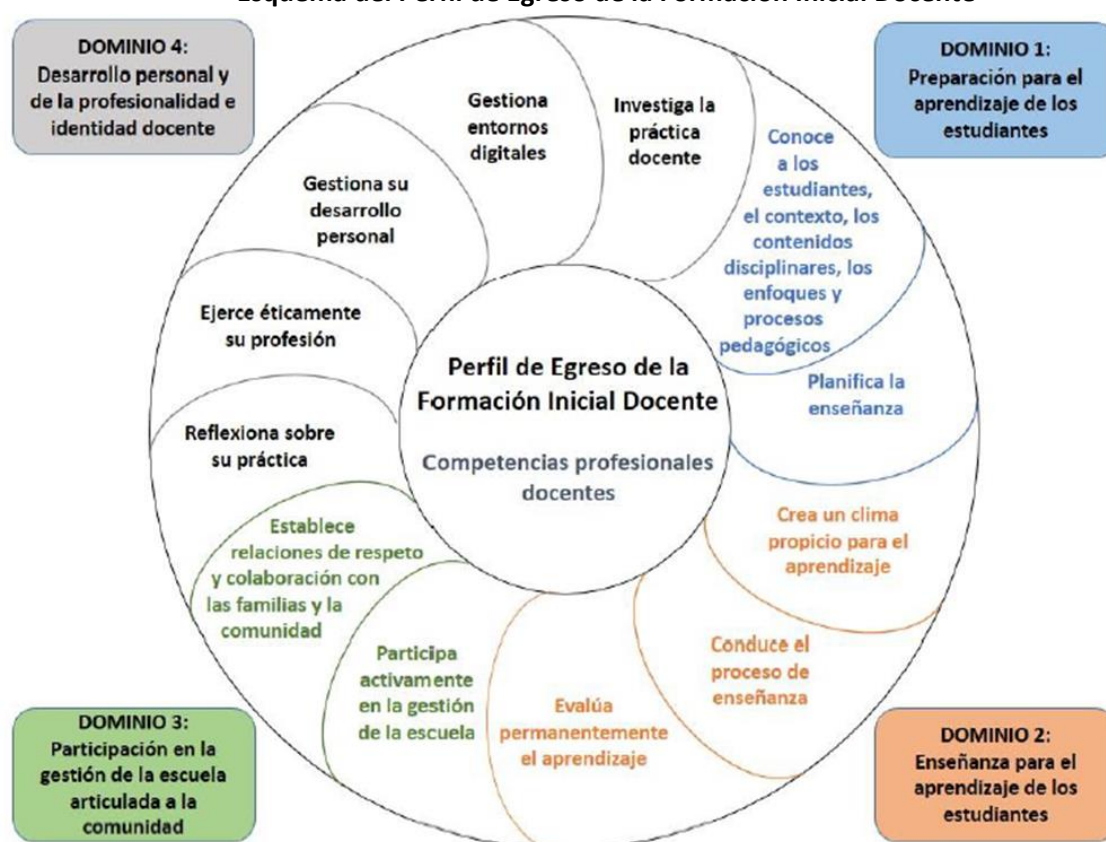 Esquema del Perfil de Egreso de la Formación Inicial Docente
DOMINIO 4:
Desarrollo personal y
de la profesionalidad e
identidad docente
DOMINIO 1:
Preparación para el
aprendizaje de los
estudiantes
Gestiona
entornos
digitales
Investiga la
práctica
docente
Conoce
a los
estudiantes,
el contexto, los
contenidos
disciplinares, los
enfoques y
procesos
pedagógicos
Gestiona su
desarrollo
personal
Ejerce éticamente
su profesión
Reflexiona sobre
su práctica
Perfil de Egreso de la
Formación Inicial Docente
Competencias profesionales
docentes
Planifica la
enseñanza
Crea un clima
propicio para el
aprendizaje
Conduce el
proceso de
enseñanza
Evalúa
permanentemente
el aprendizaje
Participa
activamente
en la gestión
de la escuela
Establece
relaciones de respeto
y colaboración con
las familias y la
comunidad
DOMINIO 3:
Participación en la
gestión de la escuela
articulada a la
comunidad
DOMINIO 2:
Enseñanza para el
aprendizaje de los
estudiantes